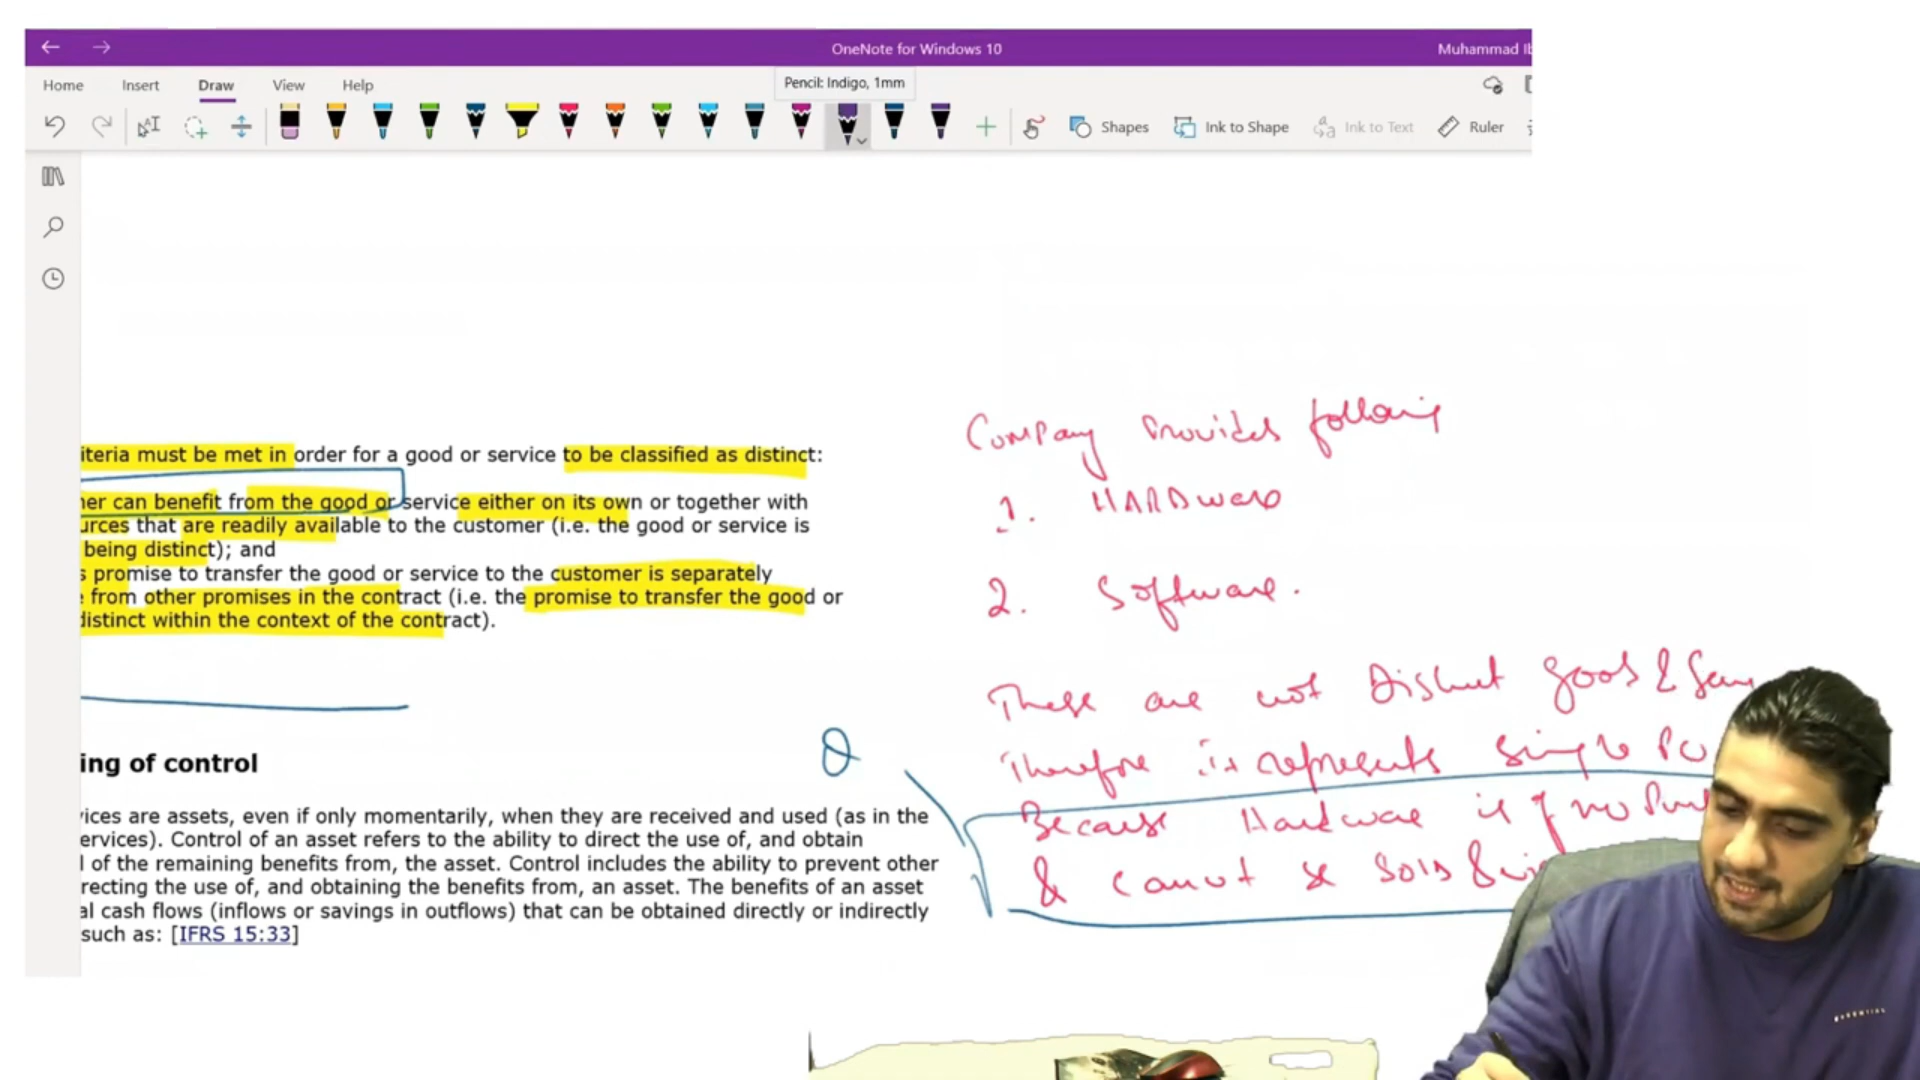 OneNote for Windows 10
Muhammad Ib
Home Insert Draw View Help
Pencil: Indigo, 1mm
Shapes Ink to Shape Ink to Text Ruler
iteria must be met in order for a good or service to be classified as distinct:
ner can benefit from the good or service either on its own or together with
urces that are readily available to the customer (i.e. the good or service is
being distinct); and
s promise to transfer the good or service to the customer is separately
from other promises in the contract (i.e. the promise to transfer the good or
distinct within the context of the contract).
ing of control
vices are assets, even if only momentarily, when they are received and used (as in the
ervices). Control of an asset refers to the ability to direct the use of, and obtain
l of the remaining benefits from, the asset. Control includes the ability to prevent other
recting the use of, and obtaining the benefits from, an asset. The benefits of an asset
al cash flows (inflows or savings in outflows) that can be obtained directly or indirectly
such as: [IFRS 15:33]
Company Provides following
1. HARDware
2. Software.
These are not Distinct good &
Therefore it represents single Po
Because Hardware is of no
& cannot be Sold